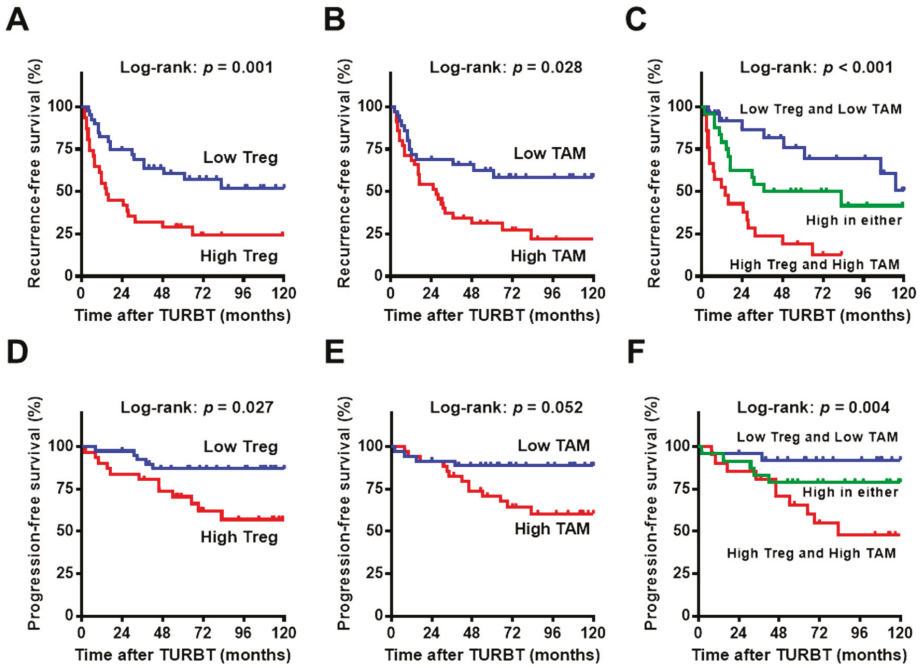 A
Log-rank: p = 0.001
Recurrence-free survival (%)
100
75
50
25
0
Low Treg
High Treg
0 24 48 72 96 120
Time after TURBT (months)
B
Log-rank: p = 0.028
Recurrence-free survival (%)
100
75
50
25
0
Low TAM
High TAM
0 24 48 72 96 120
Time after TURBT (months)
C
Log-rank: p < 0.001
Recurrence-free survival (%)
100
75
50
25
0
Low Treg and Low TAM
High in either
High Treg and High TAM
0 24 48 72 96 120
Time after TURBT (months)
D
Log-rank: p = 0.027
Progression-free survival (%)
100
75
50
25
0
Low Treg
High Treg
0 24 48 72 96 120
Time after TURBT (months)
E
Log-rank: p = 0.052
Progression-free survival (%)
100
75
50
25
0
Low TAM
High TAM
0 24 48 72 96 120
Time after TURBT (months)
F
Log-rank: p = 0.004
Progression-free survival (%)
100
75
50
25
0
Low Treg and Low TAM
High in either
High Treg and High TAM
0 24 48 72 96 120
Time after TURBT (months)